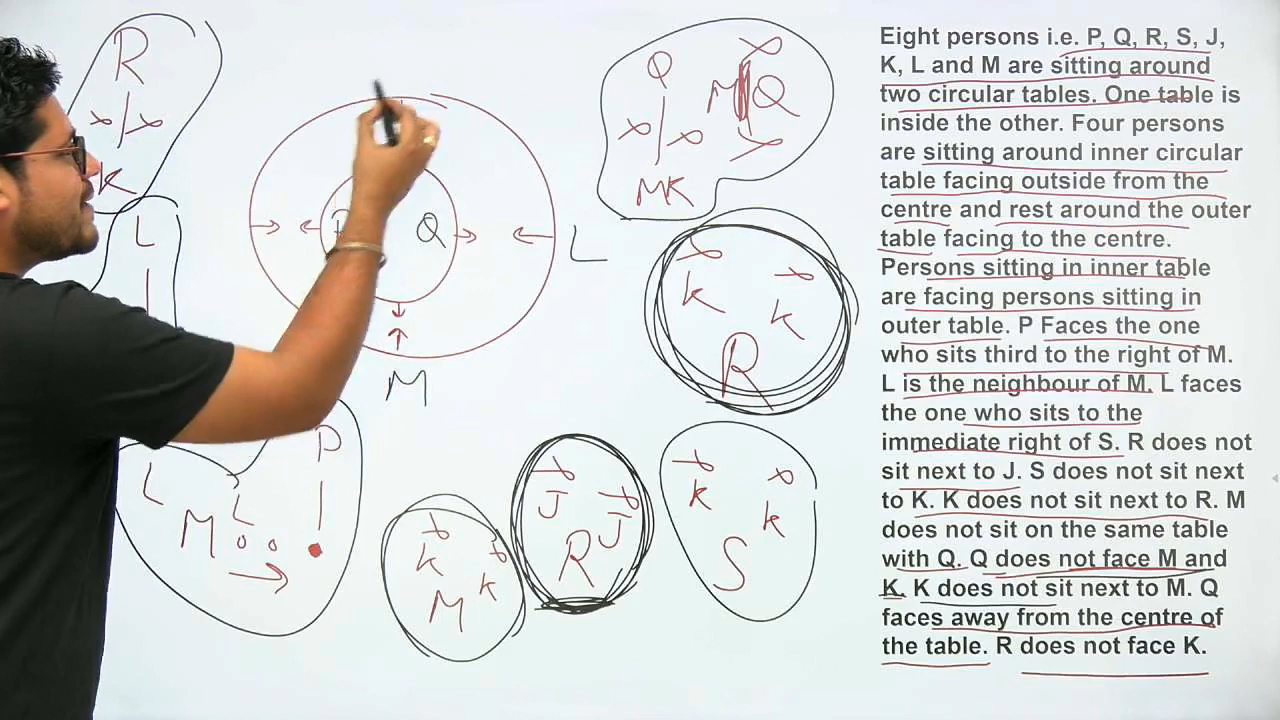 Eight persons i.e. P, Q, R, S, J,
K, L and M are sitting around
two circular tables. One table is
inside the other. Four persons
are sitting around inner circular
table facing outside from the
centre and rest around the outer
table facing to the centre.
Persons sitting in inner table
are facing persons sitting in
outer table. P Faces the one
who sits third to the right of M.
L is the neighbour of M. L faces
the one who sits to the
immediate right of S. R does not
sit next to J. S does not sit next
to K. K does not sit next to R. M
does not sit on the same table
with Q. Q does not face M and
K. K does not sit next to M. Q
faces away from the centre of
the table. R does not face K.
R
K
L
Q
M Q
MK
Q
L
M
K
K
R
P
L
M L
K
K
M
J
J
R
K
K
S